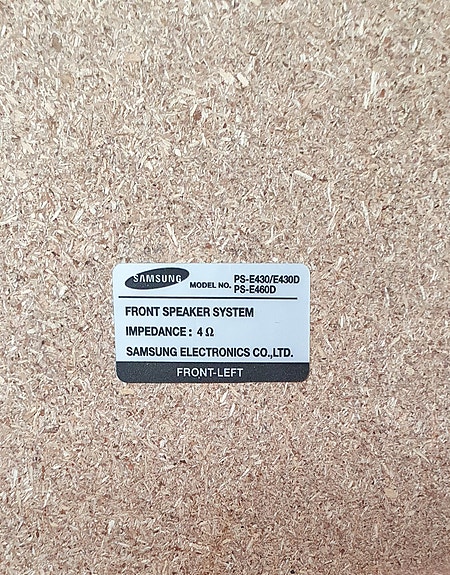 SAMSUNG MODEL NO. PS-E430/E430D
PS-E460D
FRONT SPEAKER SYSTEM
IMPEDANCE : 4 Ω
SAMSUNG ELECTRONICS CO.,LTD.
FRONT-LEFT